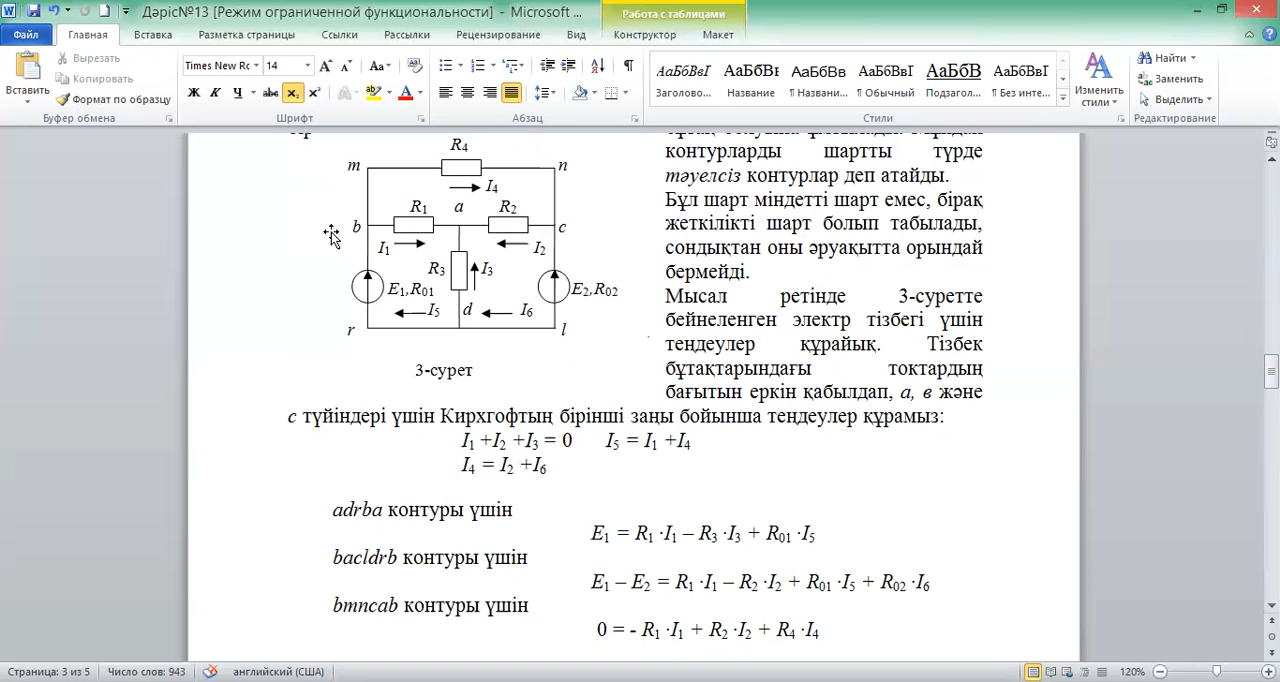 Дәріс№13 [Режим ограниченной функциональности] - Microsoft ...
Работа с таблицами
Файл Главная Вставка Разметка страницы Ссылки Рассылки Рецензирование Вид Конструктор Макет
Вставить
Вырезать
Копировать
Формат по образцу
Буфер обмена
Times New Rc 14
Ж К Ч abc x₂ x²
Шрифт
Абзац
АаБбВвІ Заголово...
АаБбВı Название
АаБбВв ¶ Названи...
АаБбВвІ ¶ Обычный
АаБбВ Подзагол...
АаБбВвІ ¶ Без инте...
Стили
Изменить стили
Найти
Заменить
Выделить
Редактирование
m R4 n
I4
R1 a R2
b c
I1 I2
R3 I3
E1,R01 E2,R02
I5 d I6
r l
3-сурет
контурларды шартты түрде
тәуелсіз контурлар деп атайды.
Бұл шарт міндетті шарт емес, бірақ
жеткілікті шарт болып табылады,
сондықтан оны әруақытта орындай
бермейді.
Мысал ретінде 3-суретте
бейнеленген электр тізбегі үшін
теңдеулер құрайық. Тізбек
бұтақтарындағы токтардың
бағытын еркін қабылдап, а, в және
с түйіндері үшін Кирхгофтың бірінші заңы бойынша теңдеулер құрамыз:
I1 +I2 +I3 = 0 I5 = I1 +I4
I4 = I2 +I6
adrba контуры үшін
E1 = R1 ·I1 – R3 ·I3 + R01 ·I5
bacldrb контуры үшін
E1 – E2 = R1 ·I1 – R2 ·I2 + R01 ·I5 + R02 ·I6
bmncab контуры үшін
0 = - R1 ·I1 + R2 ·I2 + R4 ·I4
Страница: 3 из 5 Число слов: 943 английский (США) 120%